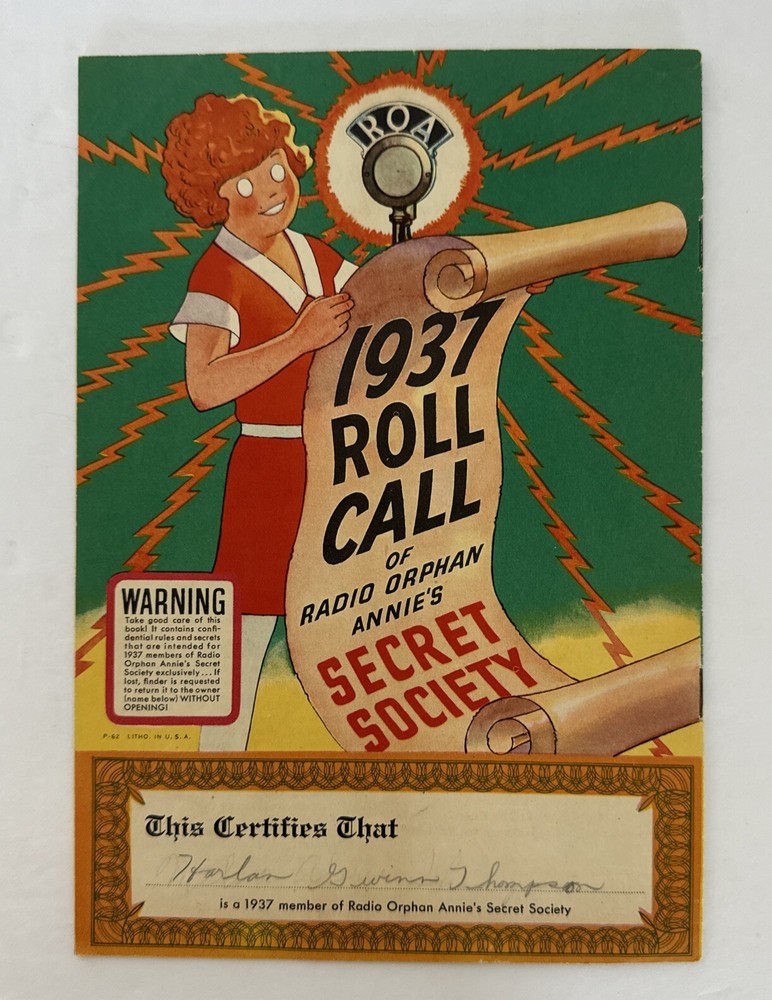 ROA
1937
ROLL
CALL
OF
RADIO ORPHAN
ANNIE'S
SECRET
SOCIETY
WARNING
Take good care of this
book! It contains confi-
dential rules and secrets
that are intended for
1937 members of Radio
Orphan Annie's Secret
Society exclusively... If
lost, finder is requested
to return it to the owner
(name below) WITHOUT
OPENING!
P-62 LITHO. IN U.S.A.
This Certifies That
Harlan Gwinn Thompson
is a 1937 member of Radio Orphan Annie's Secret Society